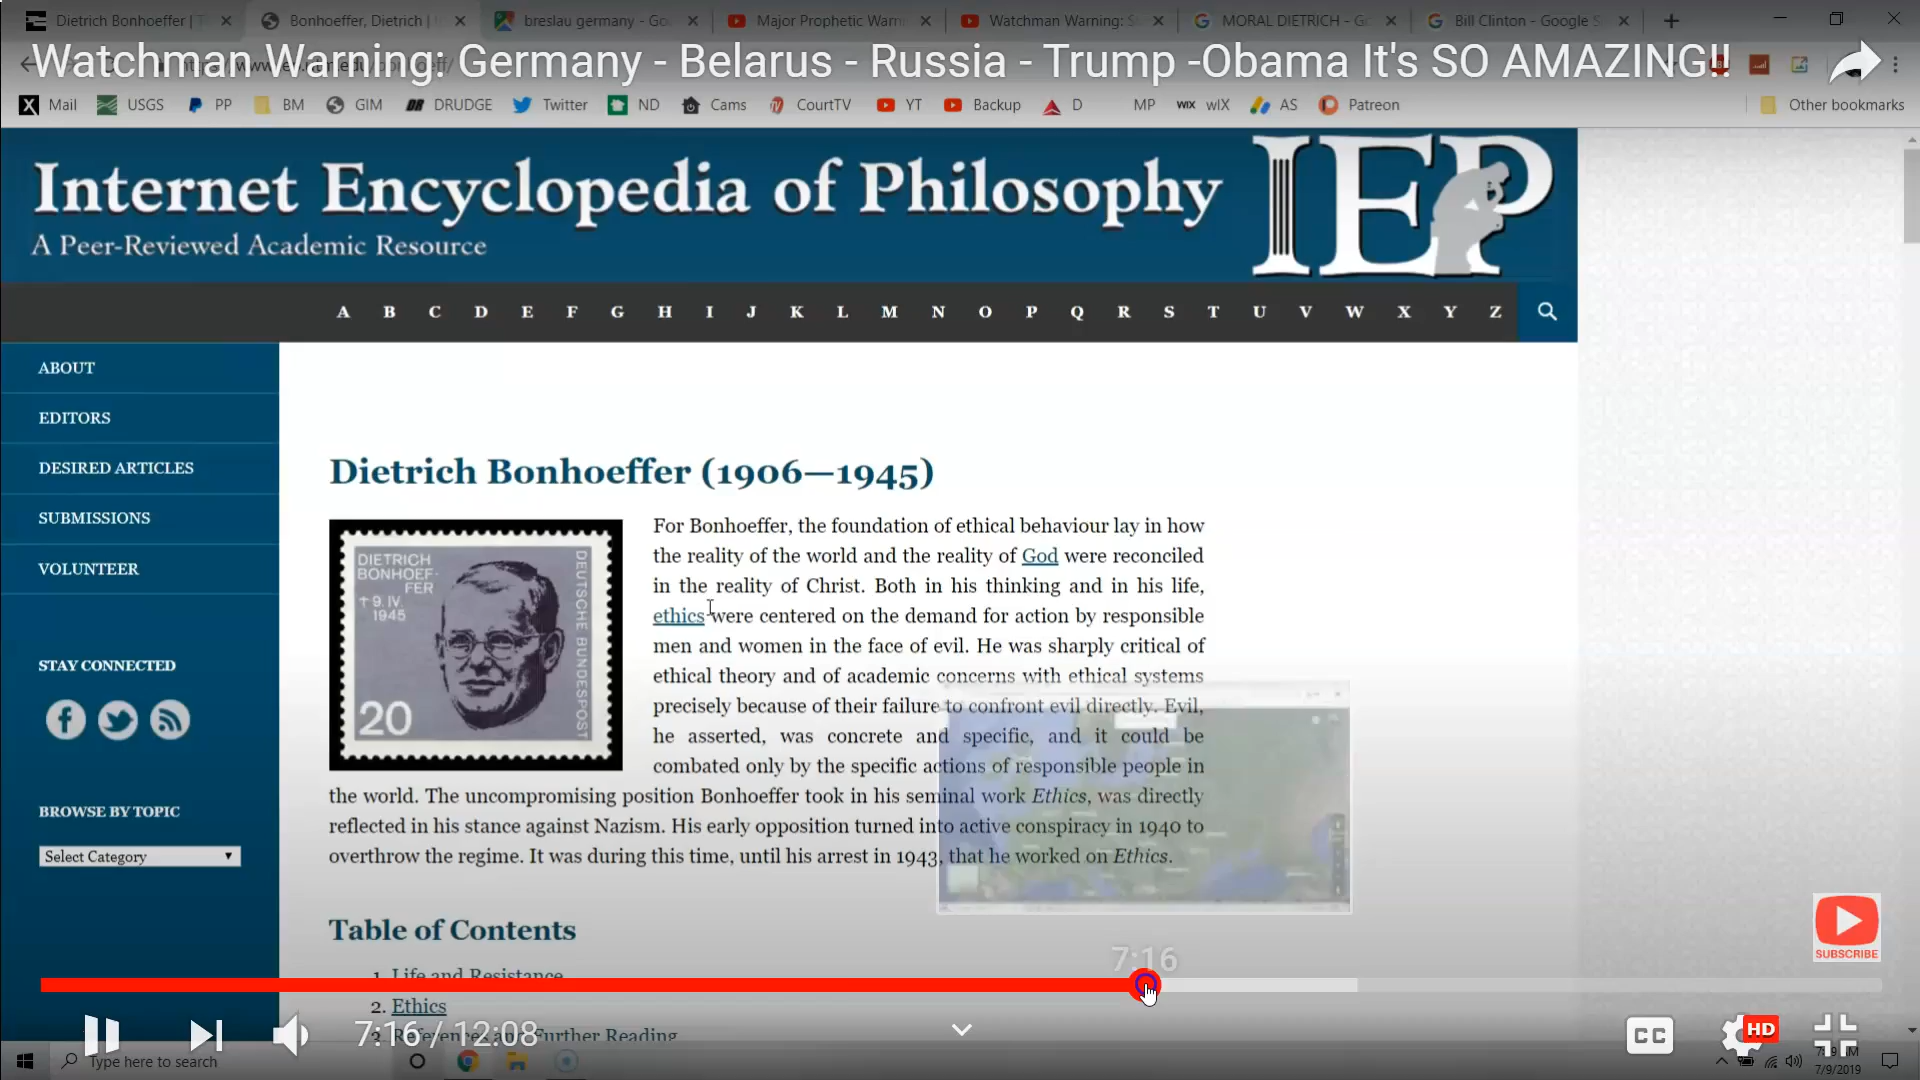 Dietrich Bonhoeffer |
Bonhoeffer, Dietrich |
breslau germany - Go
Major Prophetic Warn
Watchman Warning: S
MORAL DIETRICH - G
Bill Clinton - Google S
Watchman Warning: Germany - Belarus - Russia - Trump -Obama It's SO AMAZING!!
Mail USGS PP BM GIM DRUDGE Twitter ND Cams CourtTV YT Backup D MP WIX wIX AS Patreon Other bookmarks
Internet Encyclopedia of Philosophy IEP
A Peer-Reviewed Academic Resource
A B C D E F G H I J K L M N O P Q R S T U V W X Y Z
ABOUT
EDITORS
DESIRED ARTICLES
SUBMISSIONS
VOLUNTEER
STAY CONNECTED
BROWSE BY TOPIC
Select Category
Dietrich Bonhoeffer (1906—1945)
DIETRICH
BONHOEF-
FER
† 9. IV.
1945
DEUTSCHE BUNDESPOST
20
For Bonhoeffer, the foundation of ethical behaviour lay in how
the reality of the world and the reality of God were reconciled
in the reality of Christ. Both in his thinking and in his life,
ethics were centered on the demand for action by responsible
men and women in the face of evil. He was sharply critical of
ethical theory and of academic concerns with ethical systems
precisely because of their failure to confront evil directly. Evil,
he asserted, was concrete and specific, and it could be
combated only by the specific actions of responsible people in
the world. The uncompromising position Bonhoeffer took in his seminal work Ethics, was directly
reflected in his stance against Nazism. His early opposition turned into active conspiracy in 1940 to
overthrow the regime. It was during this time, until his arrest in 1943, that he worked on Ethics.
Table of Contents
1. Life and Resistance
2. Ethics
3. References and Further Reading
SUBSCRIBE
7:16
7:16 / 12:08
CC
HD
Type here to search
7/9/2019